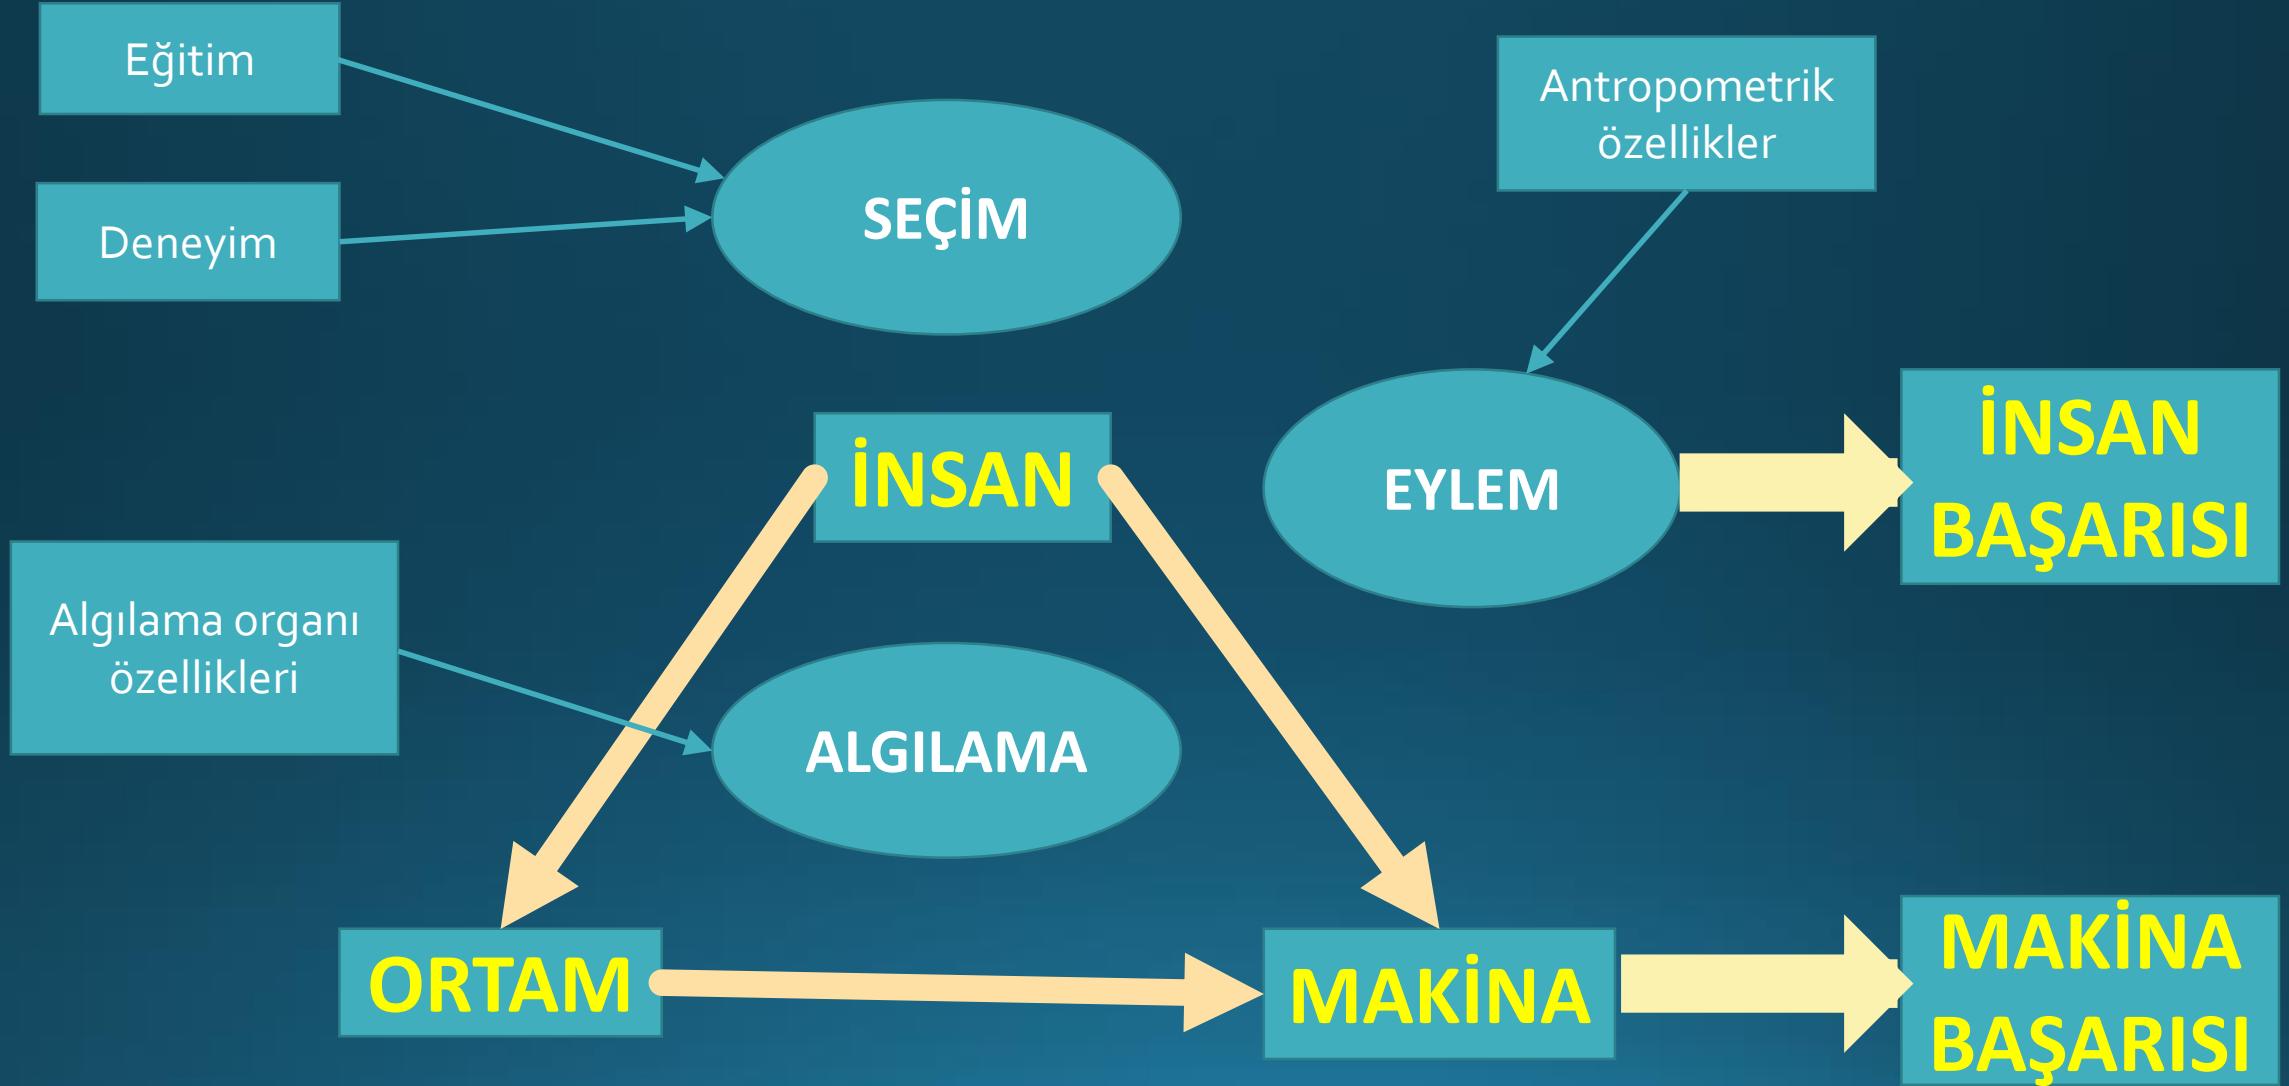 Eğitim
Antropometrik
özellikler
SEÇİM
Deneyim
İNSAN
EYLEM
İNSAN
BAŞARISI
Algılama organı
özellikleri
ALGILAMA
ORTAM
MAKİNA
MAKİNA
BAŞARISI